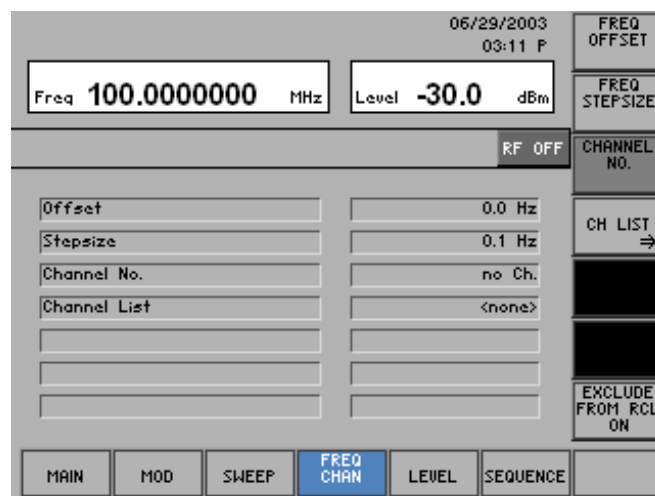 06/29/2003
03:11 P
Freq 100.0000000 MHz
Level -30.0 dBm
RF OFF
Offset 0.0 Hz
Stepsize 0.1 Hz
Channel No. no Ch.
Channel List <none>
FREQ
OFFSET
FREQ
STEPSIZE
CHANNEL
NO.
CH LIST
⇒
EXCLUDE
FROM RCL
ON
MAIN
MOD
SWEEP
FREQ
CHAN
LEVEL
SEQUENCE